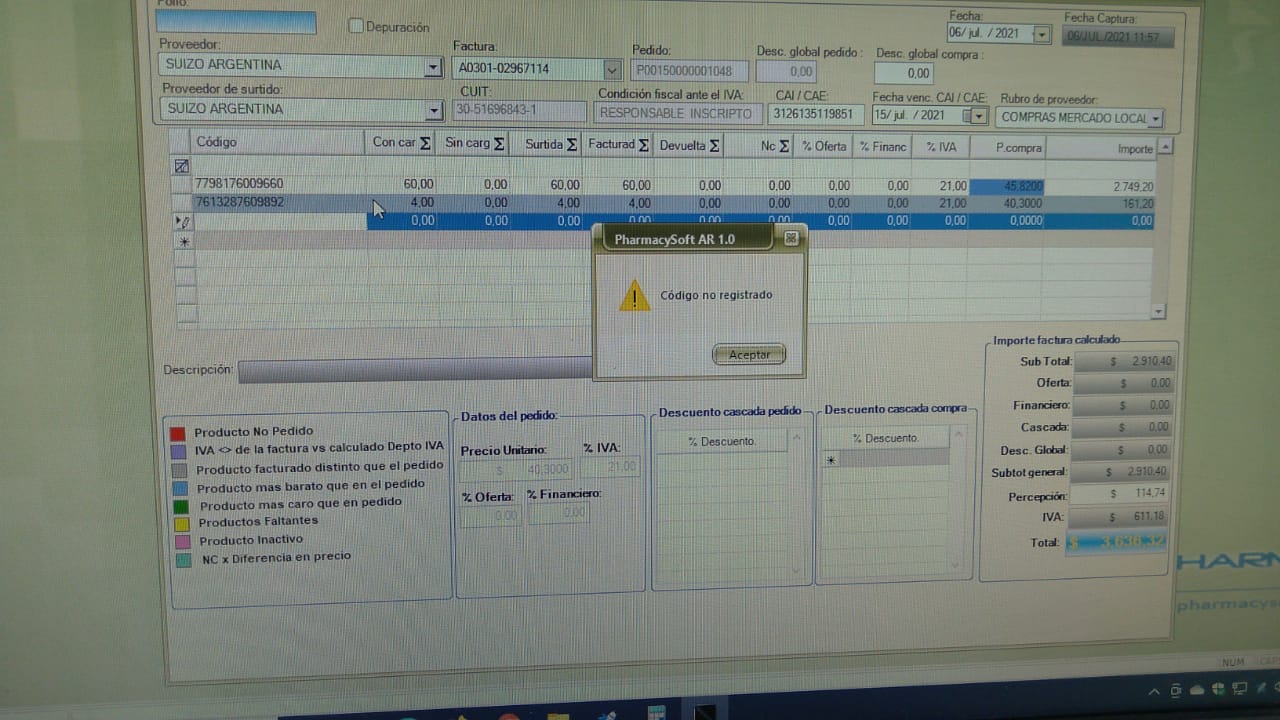 Folio:
Depuración
Fecha:
Fecha Captura:
06/ jul. / 2021
06/JUL/2021 11:57
Proveedor:
Factura:
Pedido:
Desc. global pedido :
Desc. global compra :
SUIZO ARGENTINA
A0301-02967114
P00150000001048
0,00
0,00
Proveedor de surtido:
CUIT:
Condición fiscal ante el IVA:
CAI / CAE:
Fecha venc. CAI / CAE:
Rubro de proveedor:
SUIZO ARGENTINA
30-51696843-1
RESPONSABLE INSCRIPTO
3126135119851
15/ jul. / 2021
COMPRAS MERCADO LOCAL
Código Con car Σ Sin carg Σ Surtida Σ Facturad Σ Devuelta Σ Nc Σ % Oferta % Financ % IVA P.compra Importe
7798176009660 60,00 0,00 60,00 60,00 0,00 0,00 0,00 0,00 21,00 45,8200 2.749,20
7613287609892 4,00 0,00 4,00 4,00 0,00 0,00 0,00 0,00 21,00 40,3000 161,20
0,00 0,00 0,00 0,00 0,00 0,00 0,00 0,00 0,00 0,0000 0,00
PharmacySoft AR 1.0
Código no registrado
Aceptar
Descripción:
Importe factura calculado
Sub Total: $ 2.910,40
Oferta: $ 0,00
Financiero: $ 0,00
Cascada: $ 0,00
Desc. Global: $ 0,00
Subtot general: $ 2.910,40
Percepción: $ 114,74
IVA: $ 611,18
Total: $ 3.636,32
Producto No Pedido
IVA <> de la factura vs calculado Depto IVA
Producto facturado distinto que el pedido
Producto mas barato que en el pedido
Producto mas caro que en pedido
Productos Faltantes
Producto Inactivo
NC x Diferencia en precio
Datos del pedido:
Precio Unitario: % IVA:
$ 40,3000 21,00
% Oferta: % Financiero:
0,00 0,00
Descuento cascada pedido
% Descuento.
Descuento cascada compra
% Descuento.
HARM
pharmacys
NUM